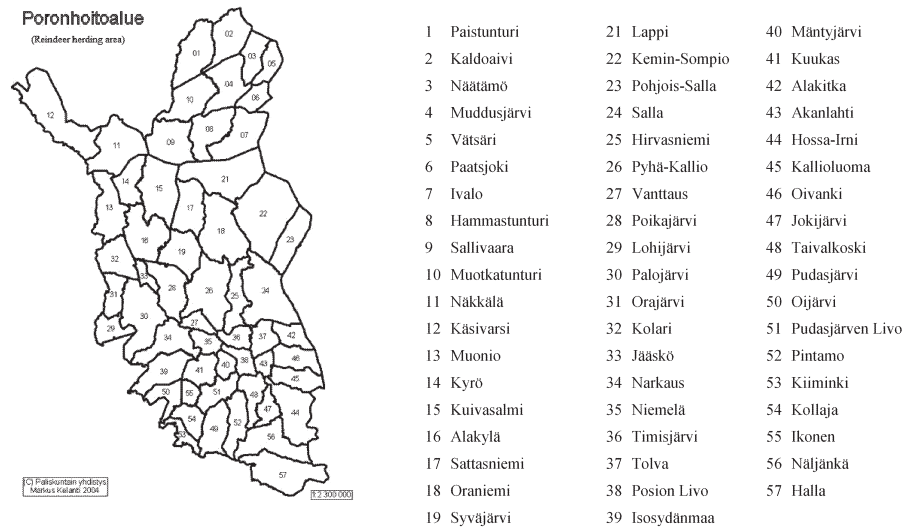 Poronhoitoalue
(Reindeer herding area)
02
01
03
05
04
10
06
12
08
07
09
11
21
14
15
13
17
22
18
16
23
19
32
33
28
26
25
24
31
30
27
29
34
35
36
37
42
46
38
43
39
41
40
45
50
55
51
48
47
44
54
49
52
53
56
57
(C) Paliskuntain yhdistys
Markus Kelanti 2004
1:2 300 000
1 Paistunturi
2 Kaldoaivi
3 Näätämö
4 Muddusjärvi
5 Vätsäri
6 Paatsjoki
7 Ivalo
8 Hammastunturi
9 Sallivaara
10 Muotkatunturi
11 Näkkälä
12 Käsivarsi
13 Muonio
14 Kyrö
15 Kuivasalmi
16 Alakylä
17 Sattasniemi
18 Oraniemi
19 Syväjärvi
21 Lappi
22 Kemin-Sompio
23 Pohjois-Salla
24 Salla
25 Hirvasniemi
26 Pyhä-Kallio
27 Vanttaus
28 Poikajärvi
29 Lohijärvi
30 Palojärvi
31 Orajärvi
32 Kolari
33 Jääskö
34 Narkaus
35 Niemelä
36 Timisjärvi
37 Tolva
38 Posion Livo
39 Isosydänmaa
40 Mäntyjärvi
41 Kuukas
42 Alakitka
43 Akanlahti
44 Hossa-Irni
45 Kallioluoma
46 Oivanki
47 Jokijärvi
48 Taivalkoski
49 Pudasjärvi
50 Oijärvi
51 Pudasjärven Livo
52 Pintamo
53 Kiiminki
54 Kollaja
55 Ikonen
56 Näljänkä
57 Halla